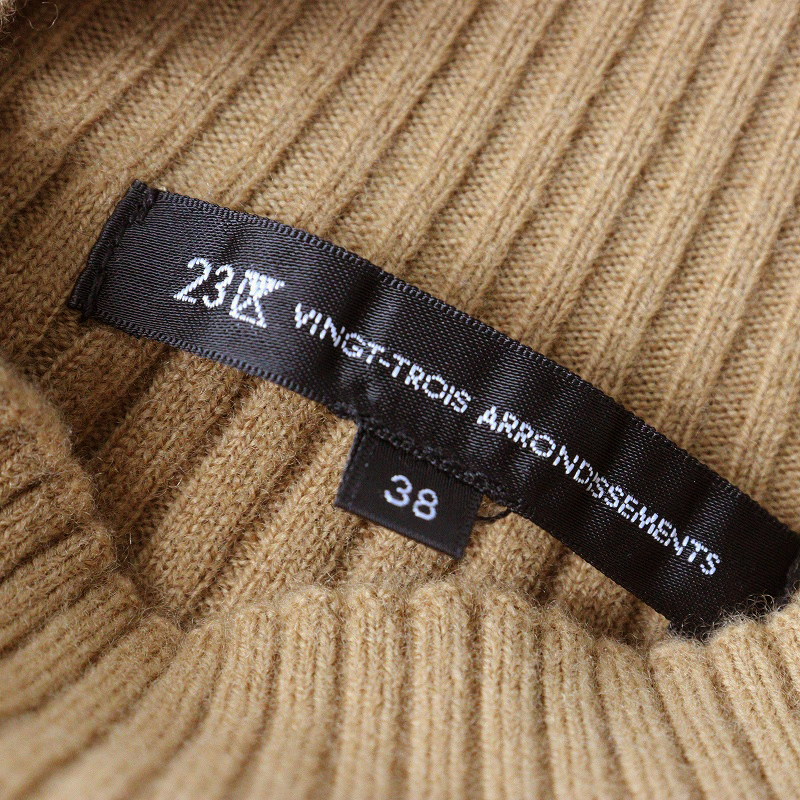 23区 VINGT-TROIS ARRONDISSEMENTS
38